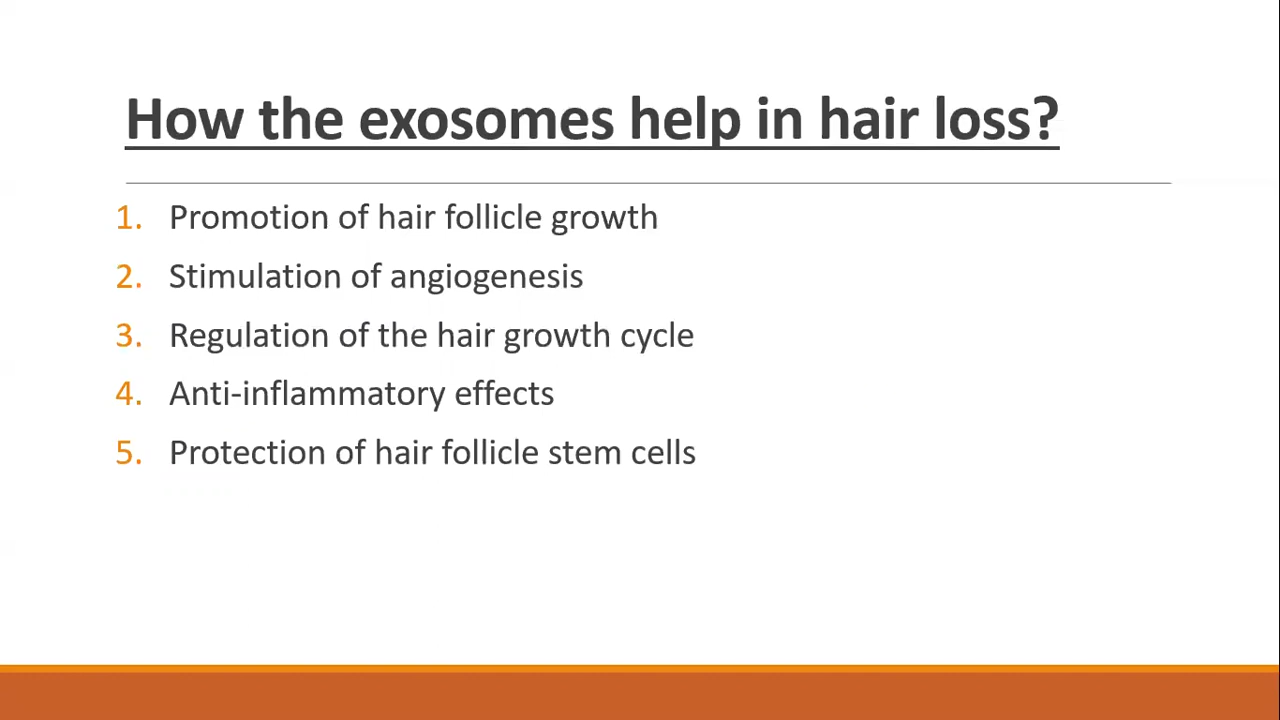 How the exosomes help in hair loss?
1. Promotion of hair follicle growth
2. Stimulation of angiogenesis
3. Regulation of the hair growth cycle
4. Anti-inflammatory effects
5. Protection of hair follicle stem cells